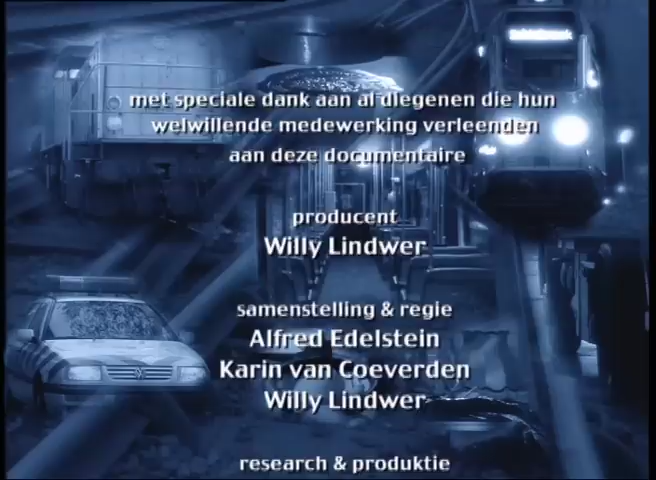 met speciale dank aan al diegenen die hun
welwillende medewerking verleenden
aan deze documentaire
producent
Willy Lindwer
samenstelling & regie
Alfred Edelstein
Karin van Coeverden
Willy Lindwer
research & produktie